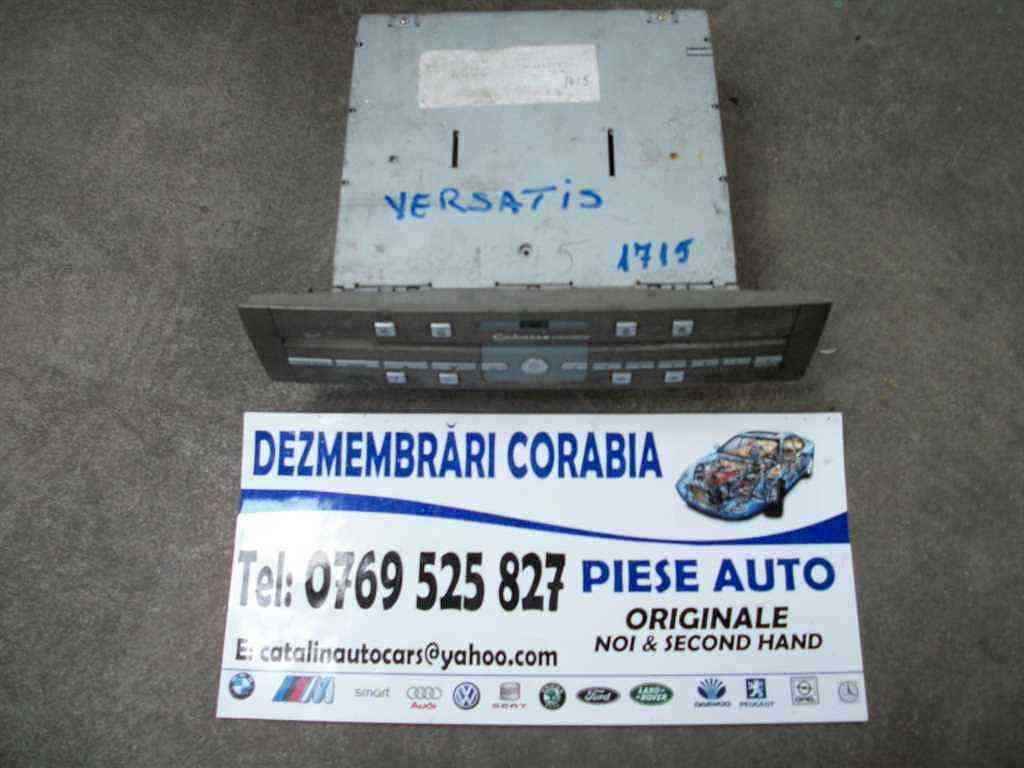 1715
VERSATIS
1715
DEZMEMBRĂRI CORABIA
Tel: 0769 525 827
PIESE AUTO
ORIGINALE
NOI & SECOND HAND
E: catalinautocars@yahoo.com
smart
Audi
SEAT
Ford
LAND ROVER
DAEWOO
PEUGEOT
OPEL